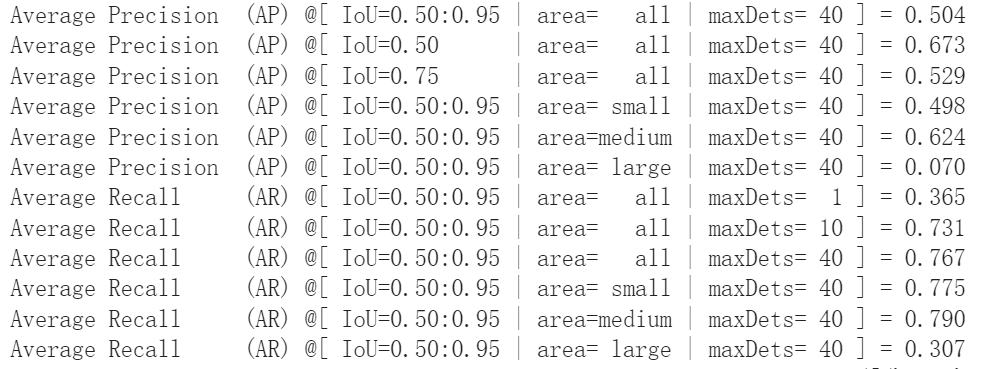 Average Precision  (AP) @[ IoU=0.50:0.95 | area=   all | maxDets= 40 ] = 0.504
Average Precision  (AP) @[ IoU=0.50      | area=   all | maxDets= 40 ] = 0.673
Average Precision  (AP) @[ IoU=0.75      | area=   all | maxDets= 40 ] = 0.529
Average Precision  (AP) @[ IoU=0.50:0.95 | area= small | maxDets= 40 ] = 0.498
Average Precision  (AP) @[ IoU=0.50:0.95 | area=medium | maxDets= 40 ] = 0.624
Average Precision  (AP) @[ IoU=0.50:0.95 | area= large | maxDets= 40 ] = 0.070
Average Recall     (AR) @[ IoU=0.50:0.95 | area=   all | maxDets=  1 ] = 0.365
Average Recall     (AR) @[ IoU=0.50:0.95 | area=   all | maxDets= 10 ] = 0.731
Average Recall     (AR) @[ IoU=0.50:0.95 | area=   all | maxDets= 40 ] = 0.767
Average Recall     (AR) @[ IoU=0.50:0.95 | area= small | maxDets= 40 ] = 0.775
Average Recall     (AR) @[ IoU=0.50:0.95 | area=medium | maxDets= 40 ] = 0.790
Average Recall     (AR) @[ IoU=0.50:0.95 | area= large | maxDets= 40 ] = 0.307